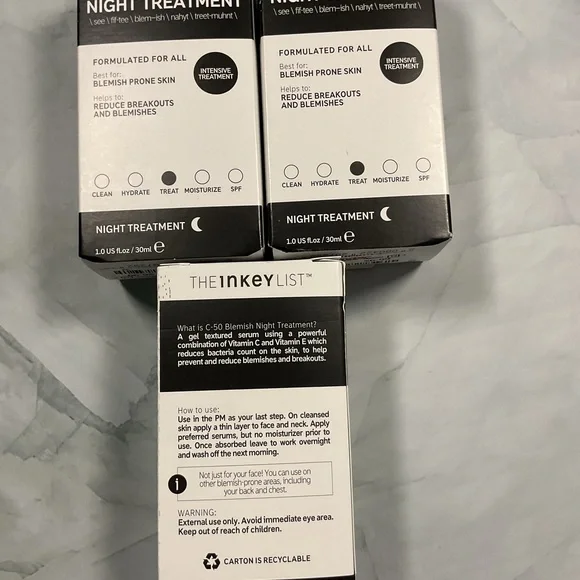 NIGHT TREATMENT
\ see \ fif-tee \ blem-ish \ nahyt \ treet-muhnt \
FORMULATED FOR ALL
Best for:
BLEMISH PRONE SKIN
INTENSIVE
TREATMENT
Helps to:
REDUCE BREAKOUTS
AND BLEMISHES
CLEAN HYDRATE TREAT MOISTURIZE SPF
NIGHT TREATMENT
1.0 US fl.oz / 30ml e
NIGHT TREATMENT
\ see \ fif-tee \ blem-ish \ nahyt \ treet-muhnt \
FORMULATED FOR ALL
Best for:
BLEMISH PRONE SKIN
INTENSIVE
TREATMENT
Helps to:
REDUCE BREAKOUTS
AND BLEMISHES
CLEAN HYDRATE TREAT MOISTURIZE SPF
NIGHT TREATMENT
1.0 US fl.oz / 30ml e
THE INKEY LIST™
What is C-50 Blemish Night Treatment?
A gel textured serum using a powerful
combination of Vitamin C and Vitamin E which
reduces bacteria count on the skin, to help
prevent and reduce blemishes and breakouts.
How to use:
Use in the PM as your last step. On cleansed
skin apply a thin layer to face and neck. Apply
preferred serums, but no moisturizer prior to
use. Once absorbed leave to work overnight
and wash off the next morning.
i
Not just for your face! You can use on
other blemish-prone areas, including
your back and chest.
WARNING:
External use only. Avoid immediate eye area.
Keep out of reach of children.
CARTON IS RECYCLABLE